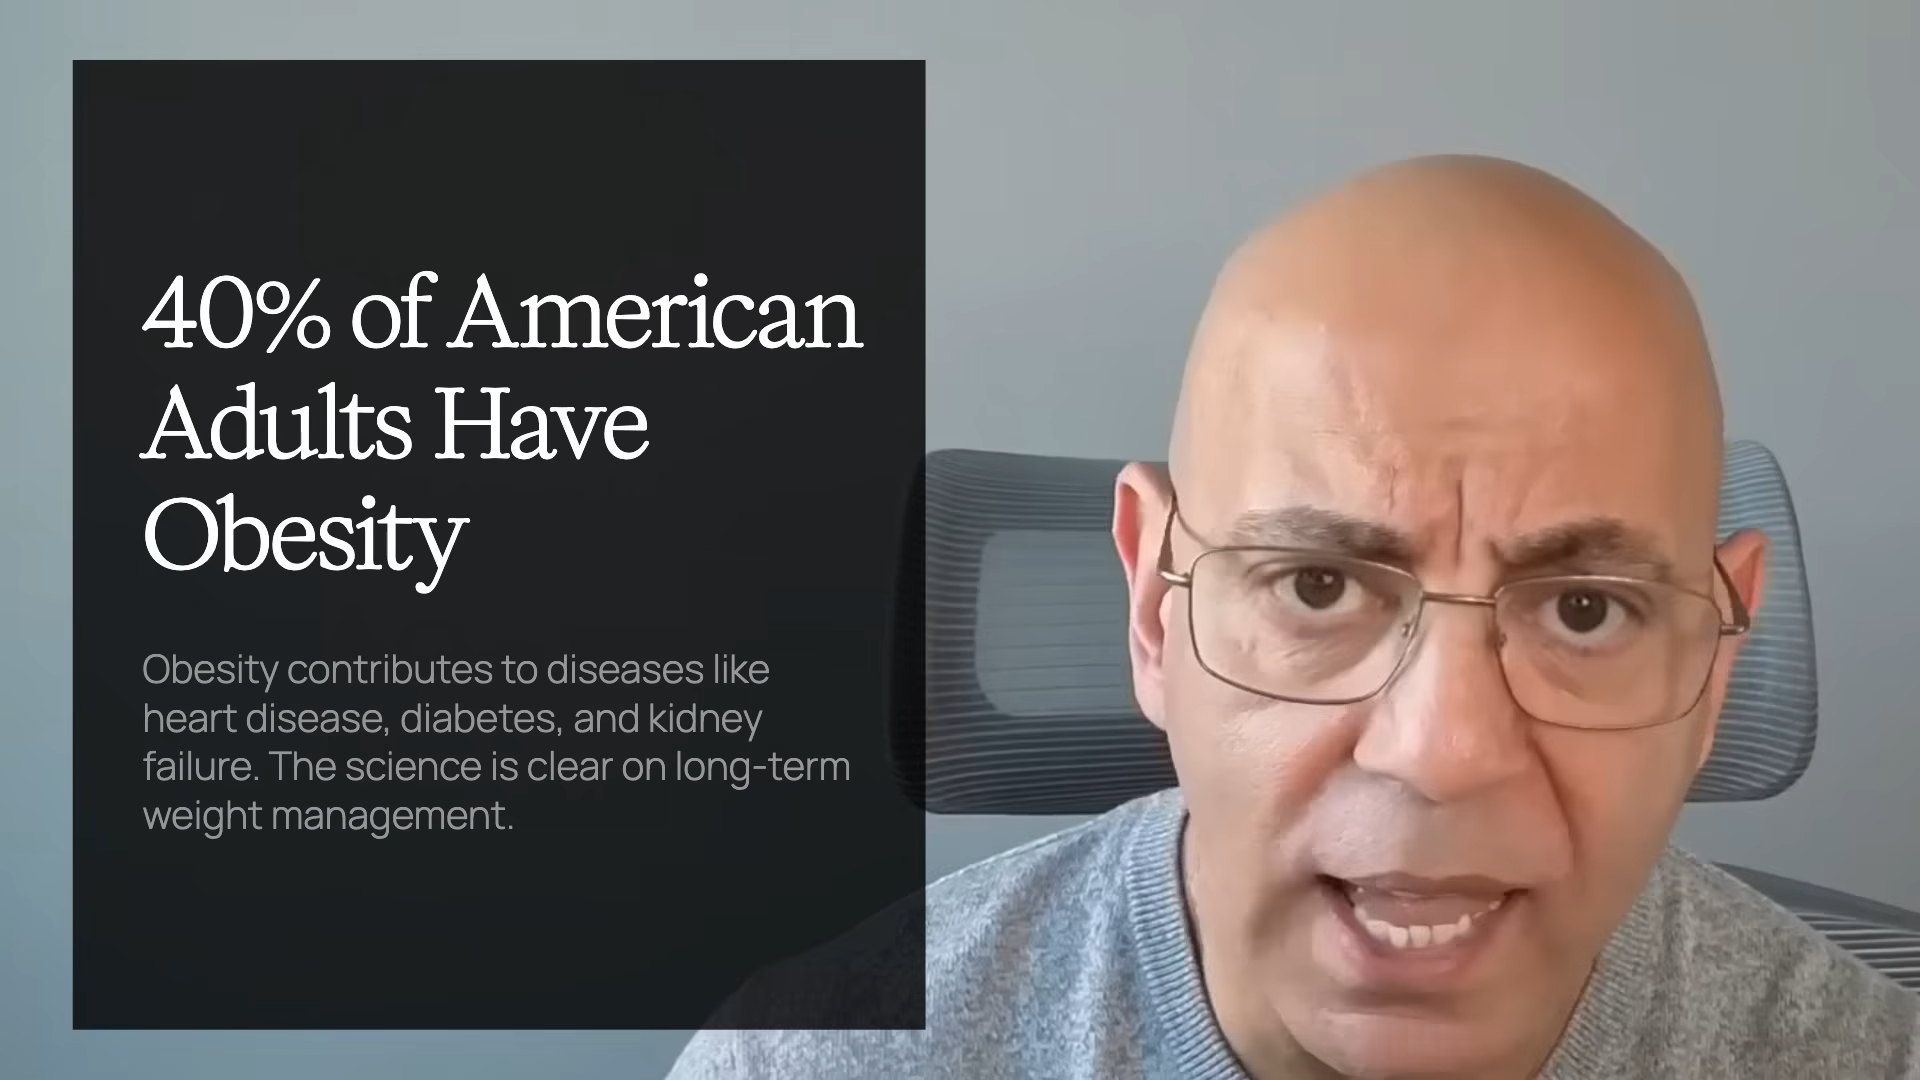 40% of American
Adults Have
Obesity
Obesity contributes to diseases like
heart disease, diabetes, and kidney
failure. The science is clear on long-term
weight management.